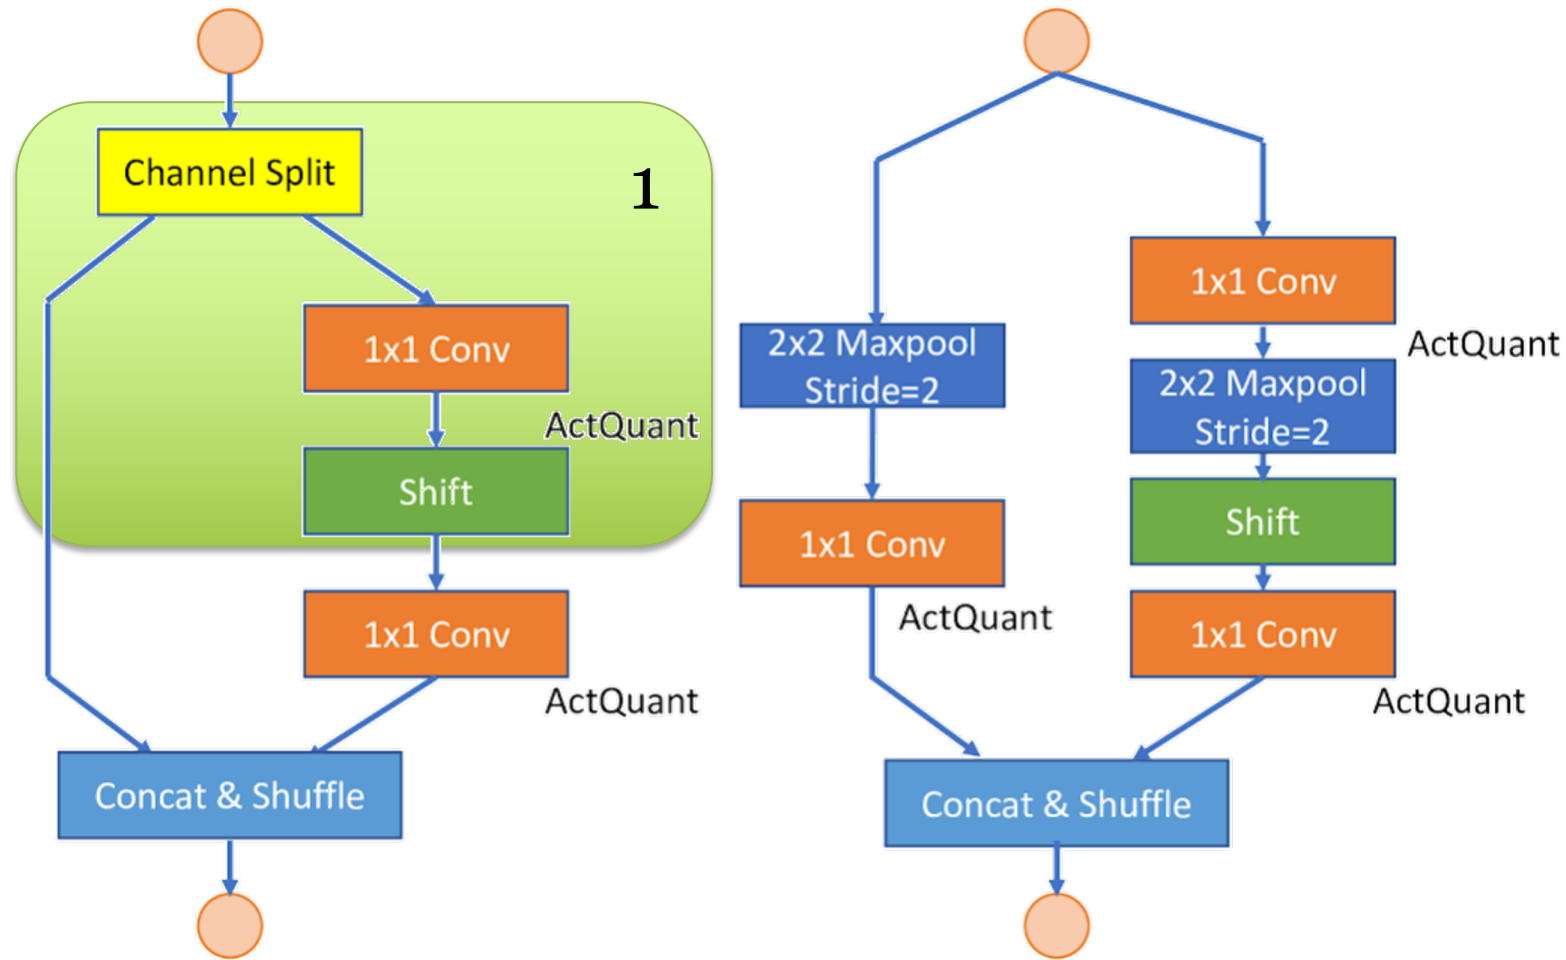 Channel Split
1
1x1 Conv
ActQuant
Shift
1x1 Conv
ActQuant
Concat & Shuffle
2x2 Maxpool
Stride=2
1x1 Conv
ActQuant
1x1 Conv
ActQuant
2x2 Maxpool
Stride=2
Shift
1x1 Conv
ActQuant
Concat & Shuffle